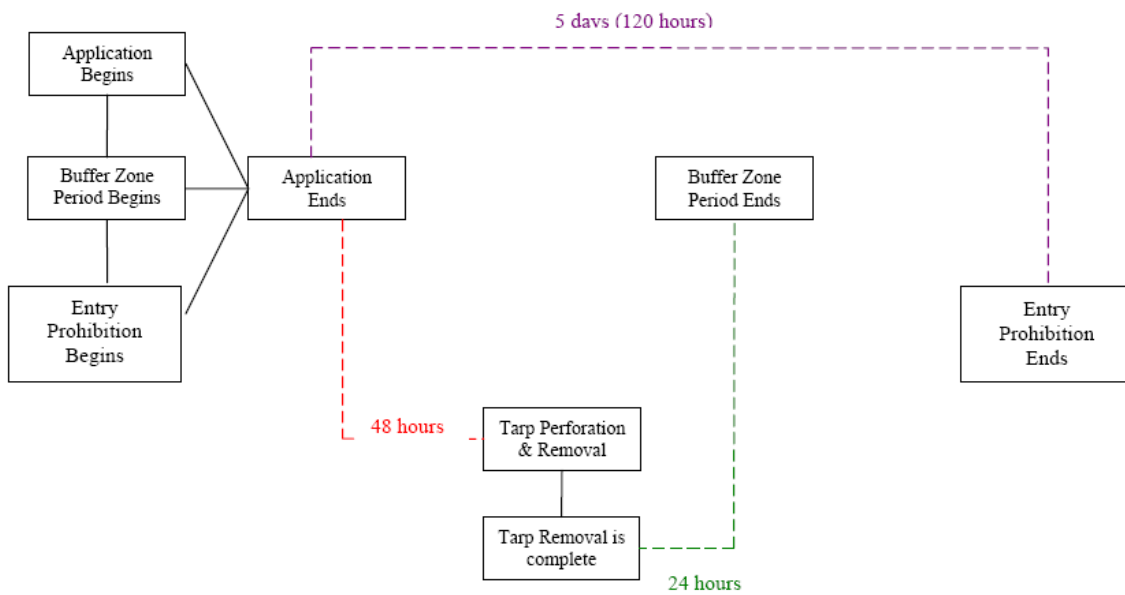 5 days (120 hours)
Application
Begins
Buffer Zone
Period Begins
Application
Ends
Buffer Zone
Period Ends
Entry
Prohibition
Begins
Entry
Prohibition
Ends
48 hours
Tarp Perforation
& Removal
Tarp Removal is
complete
24 hours